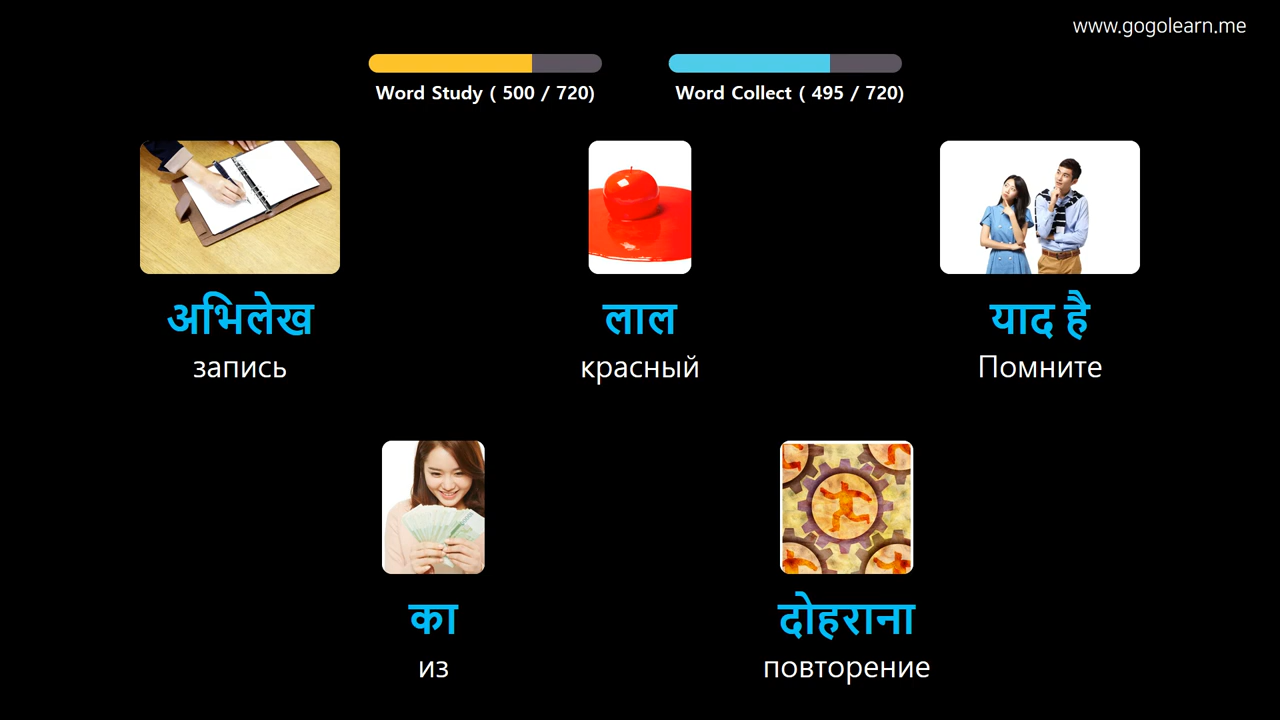 www.gogolearn.me
Word Study ( 500 / 720)
Word Collect ( 495 / 720)
अभिलेख
запись
लाल
красный
याद है
Помните
का
из
दोहराना
повторение